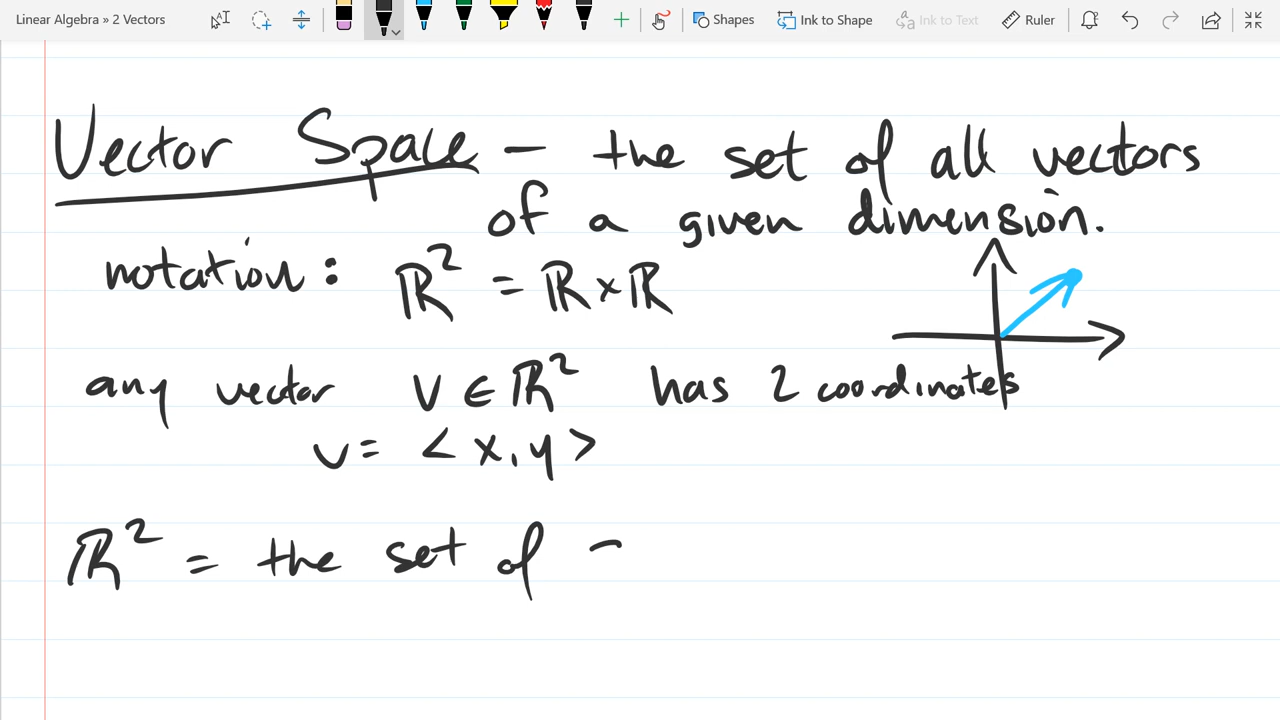 Linear Algebra » 2 Vectors
Shapes
Ink to Shape
Ink to Text
Ruler
Vector Space - the set of all vectors
of a given dimension.
notation: ℝ² = ℝ × ℝ
any vector v ∈ ℝ² has 2 coordinates
v = < x, y >
ℝ² = the set of